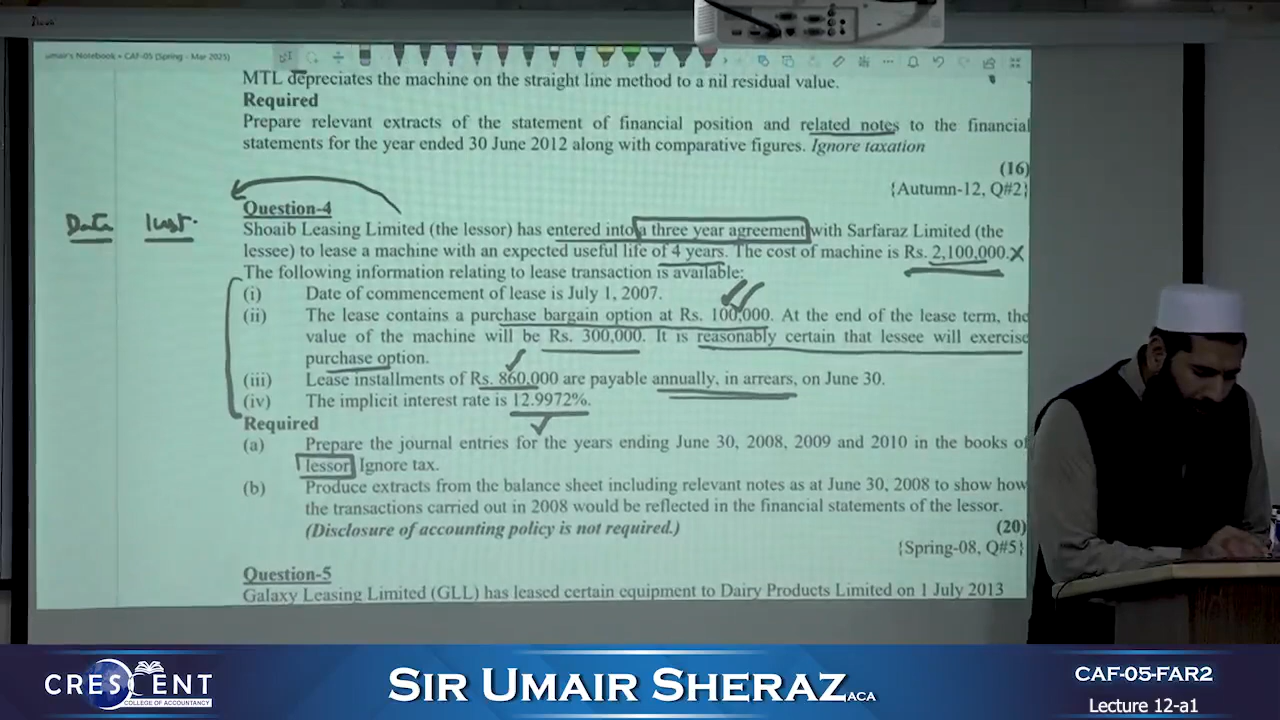 umair's Notebook • CAF-05 (Spring - Mar 2025)
MTL depreciates the machine on the straight line method to a nil residual value.
Required
Prepare relevant extracts of the statement of financial position and related notes to the financial
statements for the year ended 30 June 2012 along with comparative figures. Ignore taxation
(16)
{Autumn-12, Q#2}
Date Inst.
Question-4
Shoaib Leasing Limited (the lessor) has entered into a three year agreement with Sarfaraz Limited (the
lessee) to lease a machine with an expected useful life of 4 years. The cost of machine is Rs. 2,100,000.
The following information relating to lease transaction is available:
(i) Date of commencement of lease is July 1, 2007.
(ii) The lease contains a purchase bargain option at Rs. 100,000. At the end of the lease term, the
value of the machine will be Rs. 300,000. It is reasonably certain that lessee will exercise
purchase option.
(iii) Lease installments of Rs. 860,000 are payable annually, in arrears, on June 30.
(iv) The implicit interest rate is 12.9972%.
Required
(a) Prepare the journal entries for the years ending June 30, 2008, 2009 and 2010 in the books of
lessor. Ignore tax.
(b) Produce extracts from the balance sheet including relevant notes as at June 30, 2008 to show how
the transactions carried out in 2008 would be reflected in the financial statements of the lessor.
(Disclosure of accounting policy is not required.)
(20)
{Spring-08, Q#5}
Question-5
Galaxy Leasing Limited (GLL) has leased certain equipment to Dairy Products Limited on 1 July 2013
CRESCENT
COLLEGE OF ACCOUNTANCY
SIR UMAIR SHERAZ ACA
CAF-05-FAR2
Lecture 12-a1